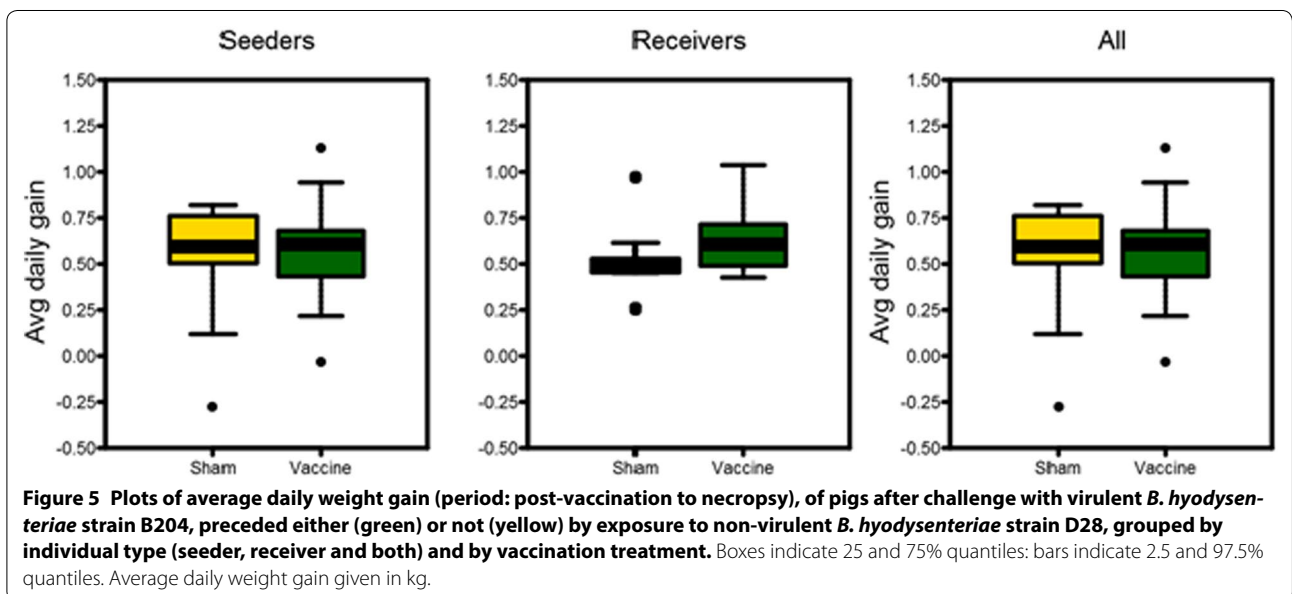 Seeders
Receivers
All
Avg daily gain
1.50
1.25
1.00
0.75
0.50
0.25
0.00
-0.25
-0.50
Sham Vaccine
1.50
1.25
1.00
0.75
0.50
0.25
0.00
-0.25
-0.50
Sham Vaccine
Avg daily gain
1.50
1.25
1.00
0.75
0.50
0.25
0.00
-0.25
-0.50
Sham Vaccine
Figure 5 Plots of average daily weight gain (period: post-vaccination to necropsy), of pigs after challenge with virulent B. hyodysen-
teriae strain B204, preceded either (green) or not (yellow) by exposure to non-virulent B. hyodysenteriae strain D28, grouped by
individual type (seeder, receiver and both) and by vaccination treatment. Boxes indicate 25 and 75% quantiles: bars indicate 2.5 and 97.5%
quantiles. Average daily weight gain given in kg.